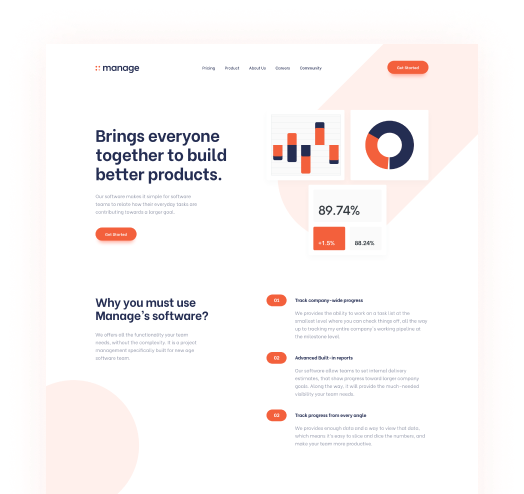 manage
Pricing Product About Us Careers Community
Get Started
Brings everyone
together to build
better products.
Our software makes it simple for software
teams to relate how their everyday tasks are
contributing towards a larger goal.
Get Started
89.74%
+1.5%
88.24%
Why you must use
Manage's software?
We offers all the functionality your team
needs, without the complexity. It is a project
management specifically built for new age
software team.
01
Track company-wide progress
We provides the ability to work on a task list at the
smallest level where you can check things off, all the way
up to tracking my entire company's working pipeline at
the milestone level.
02
Advanced Built-in reports
Our software allow teams to set internal delivery
estimates, that show progress toward larger company
goals. Along the way, it will provide the much-needed
visibility your team needs.
03
Track progress from every angle
We provides enough data and a way to view that data,
which means it's easy to slice and dice the numbers, and
make your team more productive.